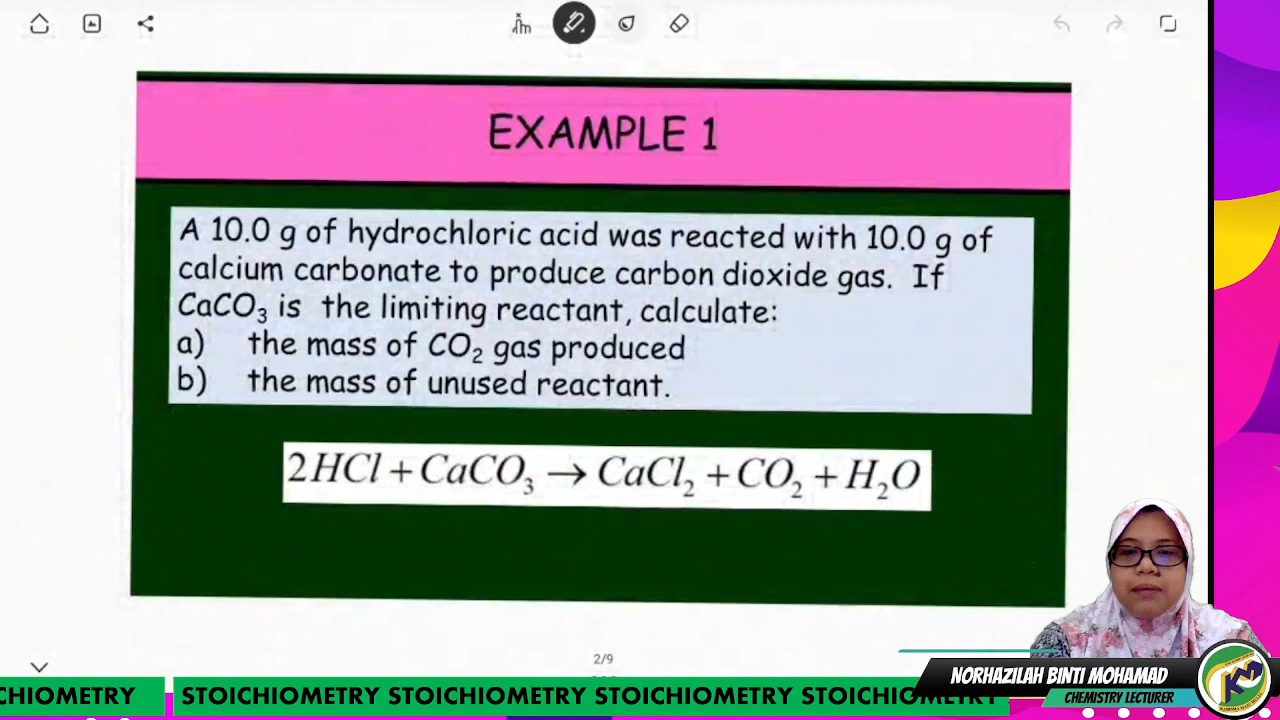 EXAMPLE 1
A 10.0 g of hydrochloric acid was reacted with 10.0 g of
calcium carbonate to produce carbon dioxide gas. If
CaCO₃ is the limiting reactant, calculate:
a) the mass of CO₂ gas produced
b) the mass of unused reactant.
2HCl + CaCO₃ → CaCl₂ + CO₂ + H₂O
2/9
NORHAZILAH BINTI MOHAMAD
CHEMISTRY LECTURER
CHIOMETRY STOICHIOMETRY STOICHIOMETRY STOICHIOMETRY STOICHIOMETRY